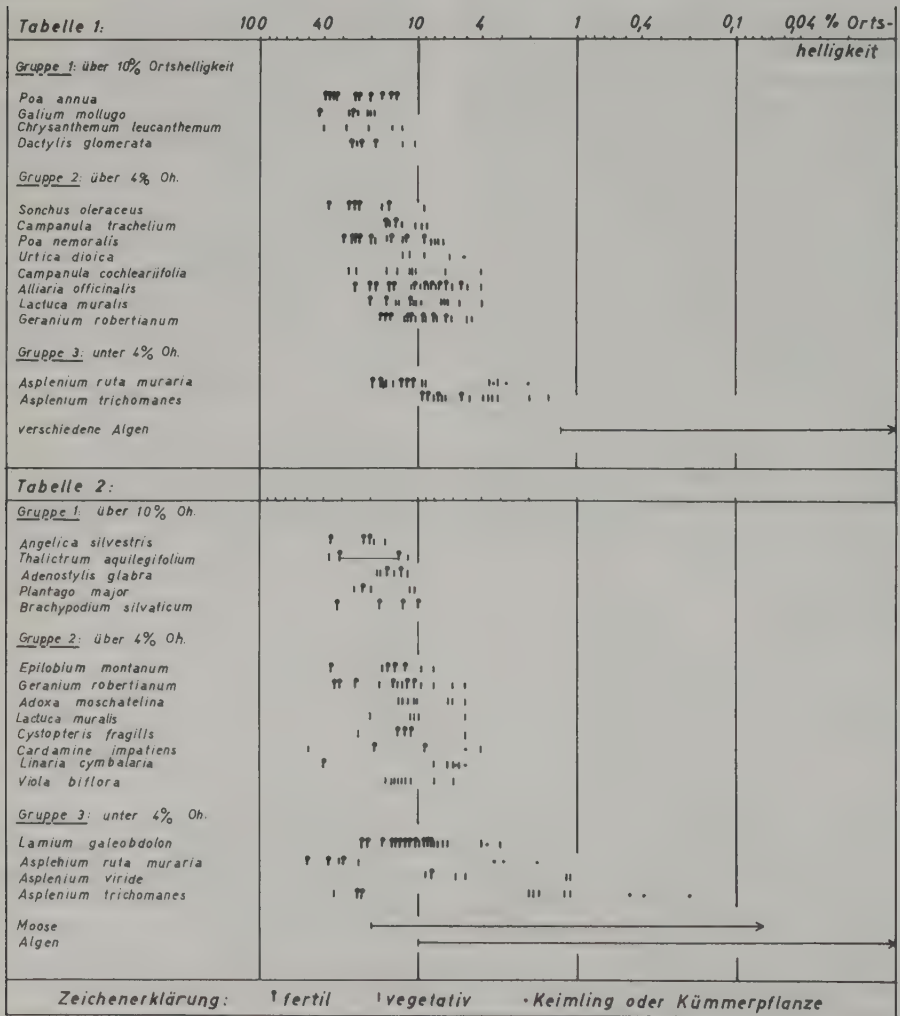 Tabelle 1: 100 40 10 4 1 0,4 0,1 0,04 % Orts-
helligkeit
Gruppe 1: über 10% Ortshelligkeit
Poa annua
Galium mollugo
Chrysanthemum leucanthemum
Dactylis glomerata
Gruppe 2: über 4% Oh.
Sonchus oleraceus
Campanula trachelium
Poa nemoralis
Urtica dioica
Campanula cochleariifolia
Alliaria officinalis
Lactuca muralis
Geranium robertianum
Gruppe 3: unter 4% Oh.
Asplenium ruta muraria
Asplenium trichomanes
verschiedene Algen
Tabelle 2:
Gruppe 1: über 10% Oh.
Angelica silvestris
Thalictrum aquilegifolium
Adenostylis glabra
Plantago major
Brachypodium silvaticum
Gruppe 2: über 4% Oh.
Epilobium montanum
Geranium robertianum
Adoxa moschatelina
Lactuca muralis
Cystopteris fragilis
Cardamine impatiens
Linaria cymbalaria
Viola biflora
Gruppe 3: unter 4% Oh.
Lamium galeobdolon
Asplehium ruta muraria
Asplenium viride
Asplenium trichomanes
Moose
Algen
Zeichenerklärung: fertil vegetativ Keimling oder Kümmerpflanze